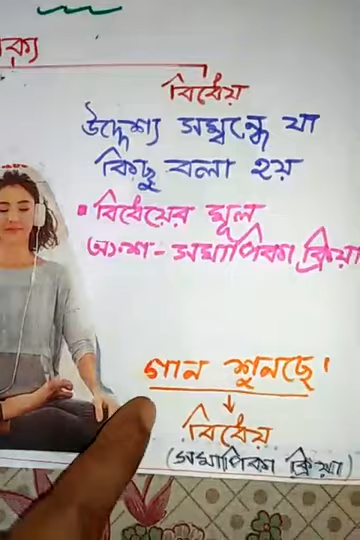 বিধেয়
উদ্দেশ্য সম্বন্ধে যা
কিছু বলা হয়
▪ বিধেয়ের মূল
অংশ - সমাপিকা ক্রিয়া
গান শুনছে।
বিধেয়
(সমাপিকা ক্রিয়া)